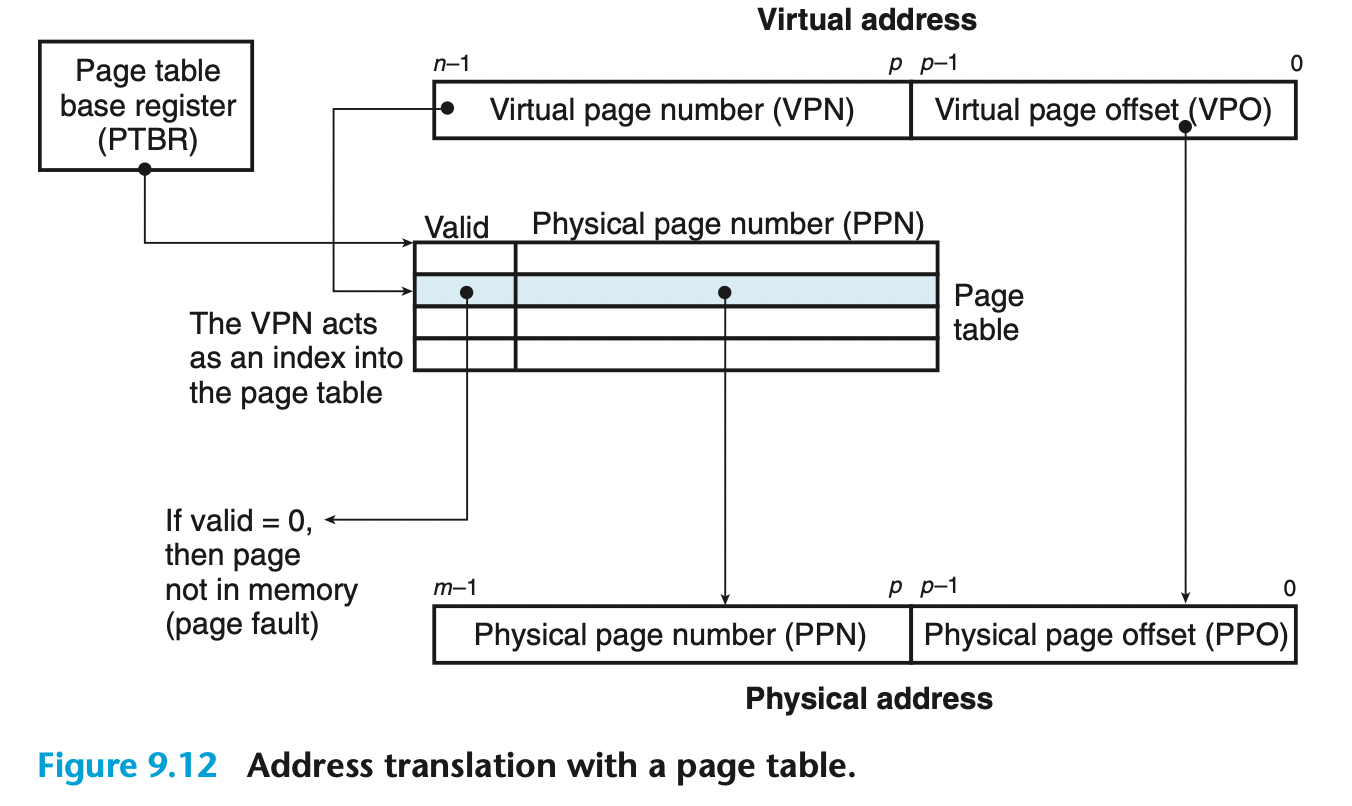 Virtual address
Page table
base register
(PTBR)
n–1
p
p–1
0
Virtual page number (VPN)
Virtual page offset (VPO)
Valid
Physical page number (PPN)
Page
table
The VPN acts
as an index into
the page table
If valid = 0,
then page
not in memory
(page fault)
m–1
p
p–1
0
Physical page number (PPN)
Physical page offset (PPO)
Physical address
Figure 9.12 Address translation with a page table.